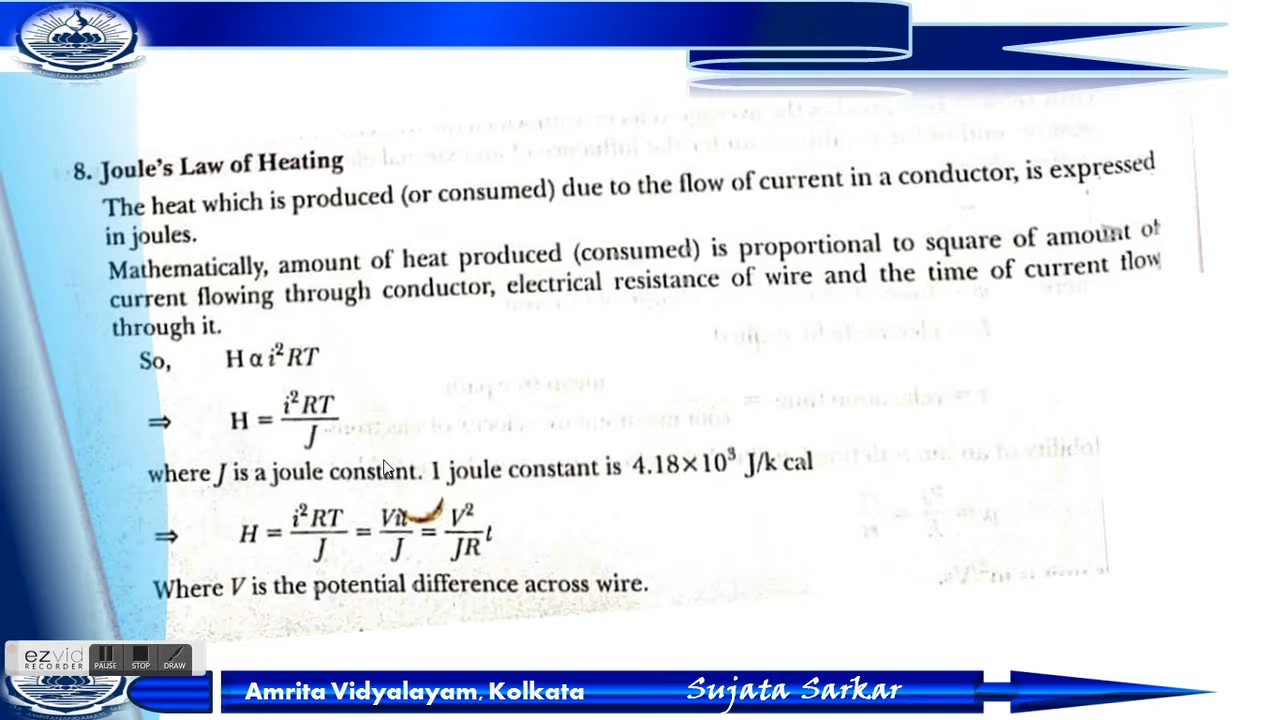 8. Joule's Law of Heating
The heat which is produced (or consumed) due to the flow of current in a conductor, is expressed
in joules.
Mathematically, amount of heat produced (consumed) is proportional to square of amount of
current flowing through conductor, electrical resistance of wire and the time of current flow
through it.
So, H α i²RT
⇒ H = i²RT / J
where J is a joule constant. 1 joule constant is 4.18×10³ J/k cal
⇒ H = i²RT / J = Vit / J = V² / JR t
Where V is the potential difference across wire.
ezvid
RECORDER
PAUSE STOP DRAW
Amrita Vidyalayam, Kolkata Sujata Sarkar